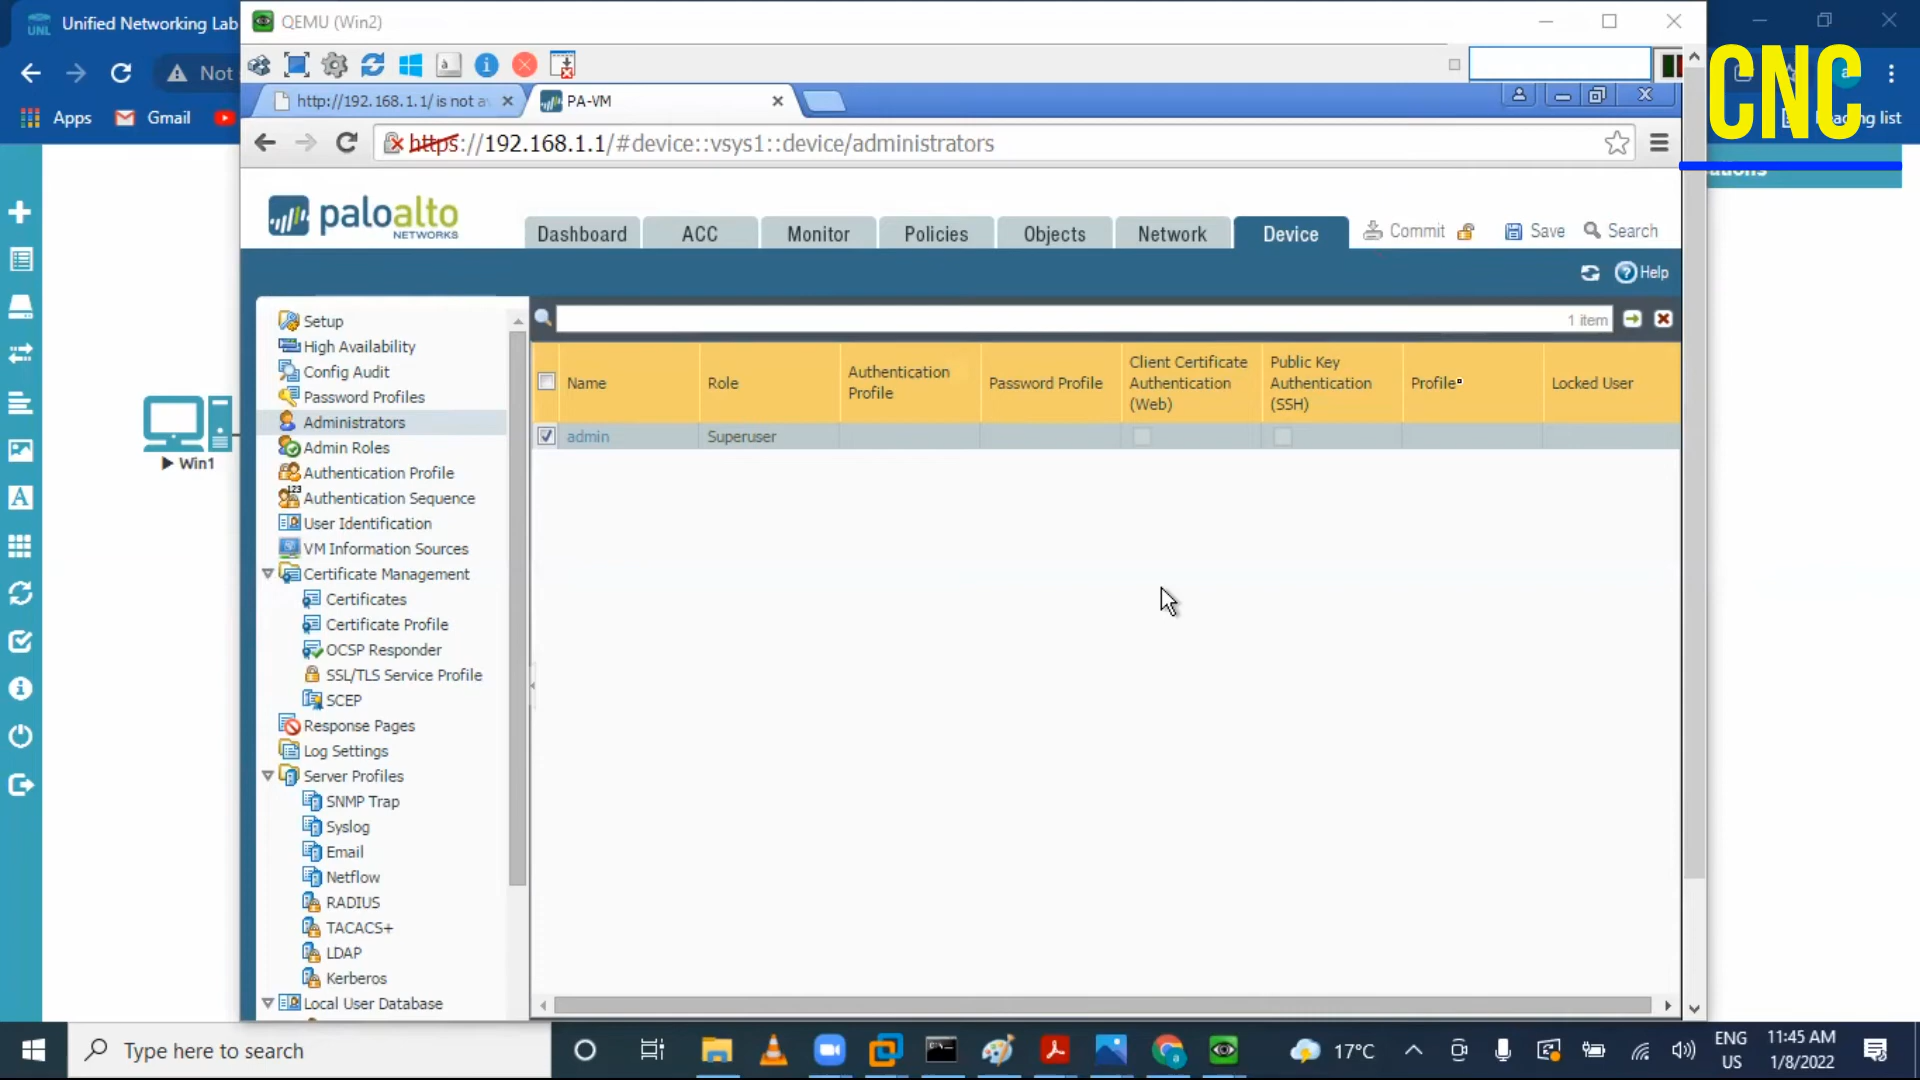 Unified Networking Lab
QEMU (Win2)
Not
http://192.168.1.1/ is not a
PA-VM
https://192.168.1.1/#device::vsys1::device/administrators
Apps
Gmail
CNC
Reading list
paloalto
NETWORKS
Dashboard
ACC
Monitor
Policies
Objects
Network
Device
Commit
Save
Search
Help
1 item
Setup
High Availability
Config Audit
Password Profiles
Administrators
Admin Roles
Authentication Profile
Authentication Sequence
User Identification
VM Information Sources
Certificate Management
Certificates
Certificate Profile
OCSP Responder
SSL/TLS Service Profile
SCEP
Response Pages
Log Settings
Server Profiles
SNMP Trap
Syslog
Email
Netflow
RADIUS
TACACS+
LDAP
Kerberos
Local User Database
Name
Role
Authentication
Profile
Password Profile
Client Certificate
Authentication
(Web)
Public Key
Authentication
(SSH)
Profile
Locked User
admin
Superuser
Win1
Type here to search
17°C
ENG
US
11:45 AM
1/8/2022